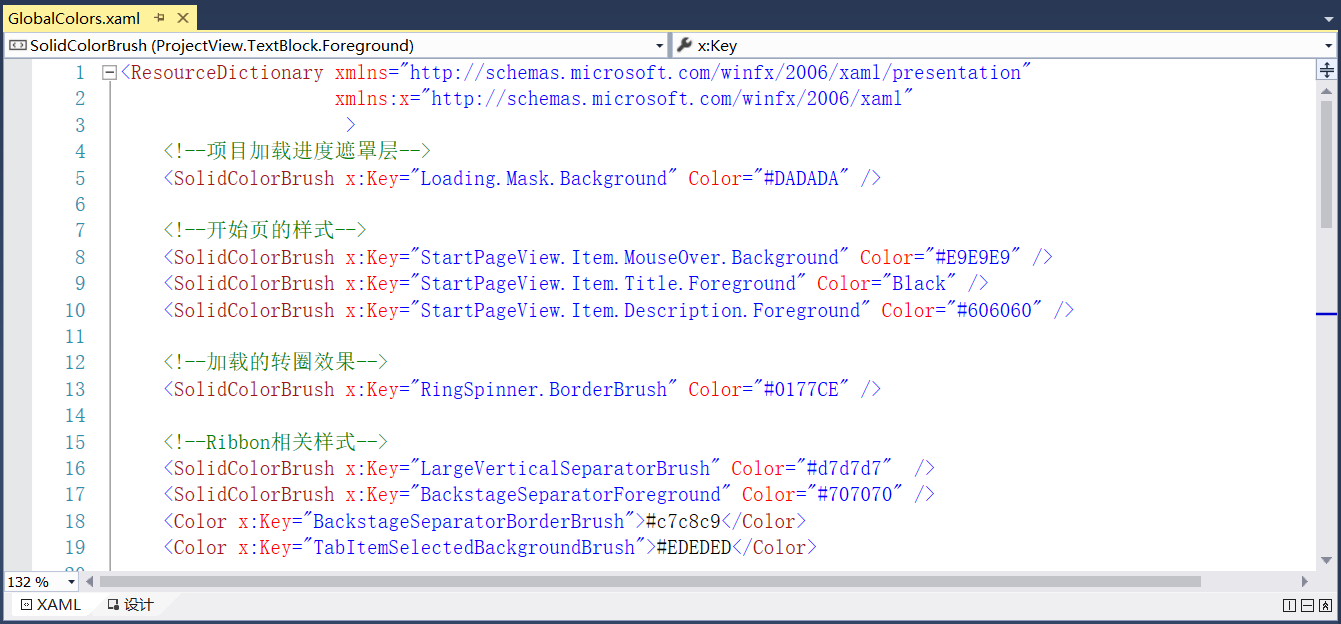 GlobalColors.xaml
SolidColorBrush (ProjectView.TextBlock.Foreground) x:Key
1 <ResourceDictionary xmlns="http://schemas.microsoft.com/winfx/2006/xaml/presentation"
2 xmlns:x="http://schemas.microsoft.com/winfx/2006/xaml"
3 >
4 <!--项目加载进度遮罩层-->
5 <SolidColorBrush x:Key="Loading.Mask.Background" Color="#DADADA" />
6
7 <!--开始页的样式-->
8 <SolidColorBrush x:Key="StartPageView.Item.MouseOver.Background" Color="#E9E9E9" />
9 <SolidColorBrush x:Key="StartPageView.Item.Title.Foreground" Color="Black" />
10 <SolidColorBrush x:Key="StartPageView.Item.Description.Foreground" Color="#606060" />
11
12 <!--加载的转圈效果-->
13 <SolidColorBrush x:Key="RingSpinner.BorderBrush" Color="#0177CE" />
14
15 <!--Ribbon相关样式-->
16 <SolidColorBrush x:Key="LargeVerticalSeparatorBrush" Color="#d7d7d7"  />
17 <SolidColorBrush x:Key="BackstageSeparatorForeground" Color="#707070" />
18 <Color x:Key="BackstageSeparatorBorderBrush">#c7c8c9</Color>
19 <Color x:Key="TabItemSelectedBackgroundBrush">#EDEDED</Color>
132 %
XAML 设计